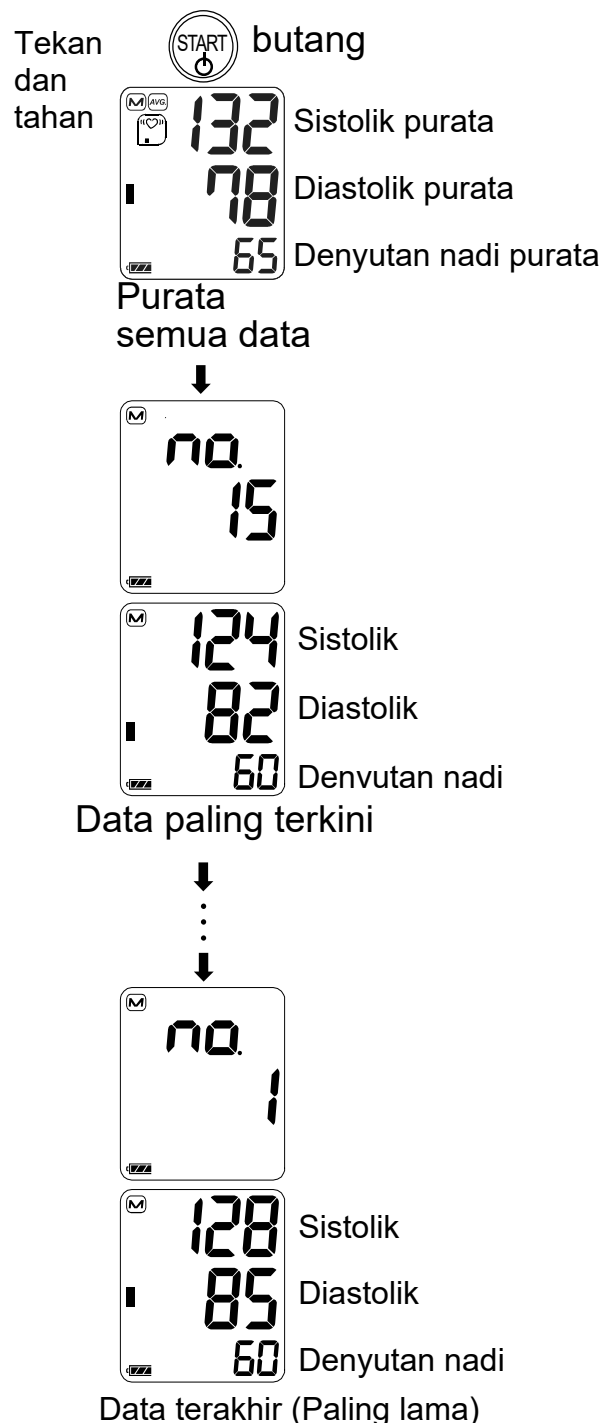 Tekan
dan
tahan
START
butang
M AVG.
132
Sistolik purata
78
Diastolik purata
65
Denyutan nadi purata
Purata
semua data
M
no.
15
M
124
Sistolik
82
Diastolik
60
Denvutan nadi
Data paling terkini
M
no.
1
M
128
Sistolik
85
Diastolik
60
Denyutan nadi
Data terakhir (Paling lama)